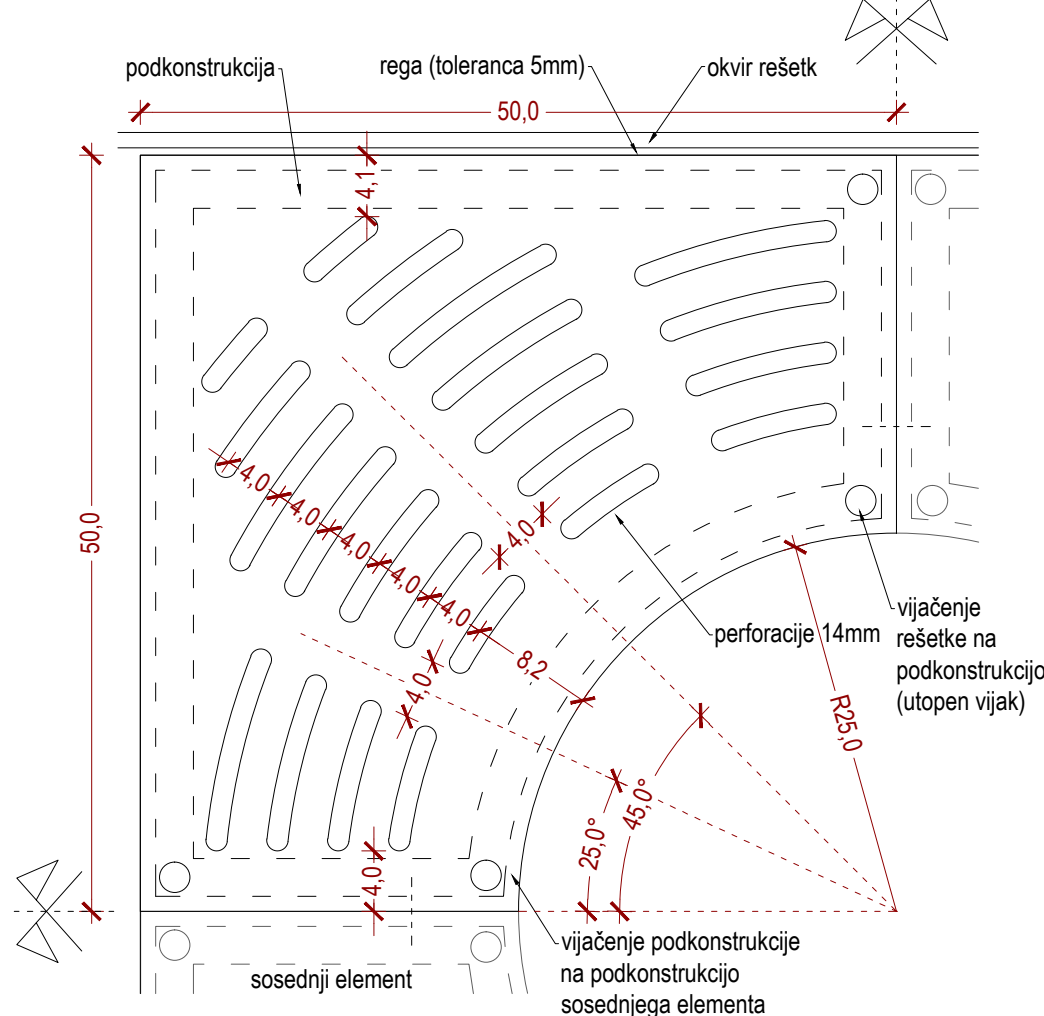 podkonstrukcija
rega (toleranca 5mm)
okvir rešetk
50,0
4,1
50,0
4,0
4,0
4,0
4,0
4,0
4,0
8,2
4,0
perforacije 14mm
vijačenje
rešetke na
podkonstrukcijo
(utopen vijak)
R25,0
45,0°
25,0°
4,0
vijačenje podkonstrukcije
na podkonstrukcijo
sosednjega elementa
sosednji element